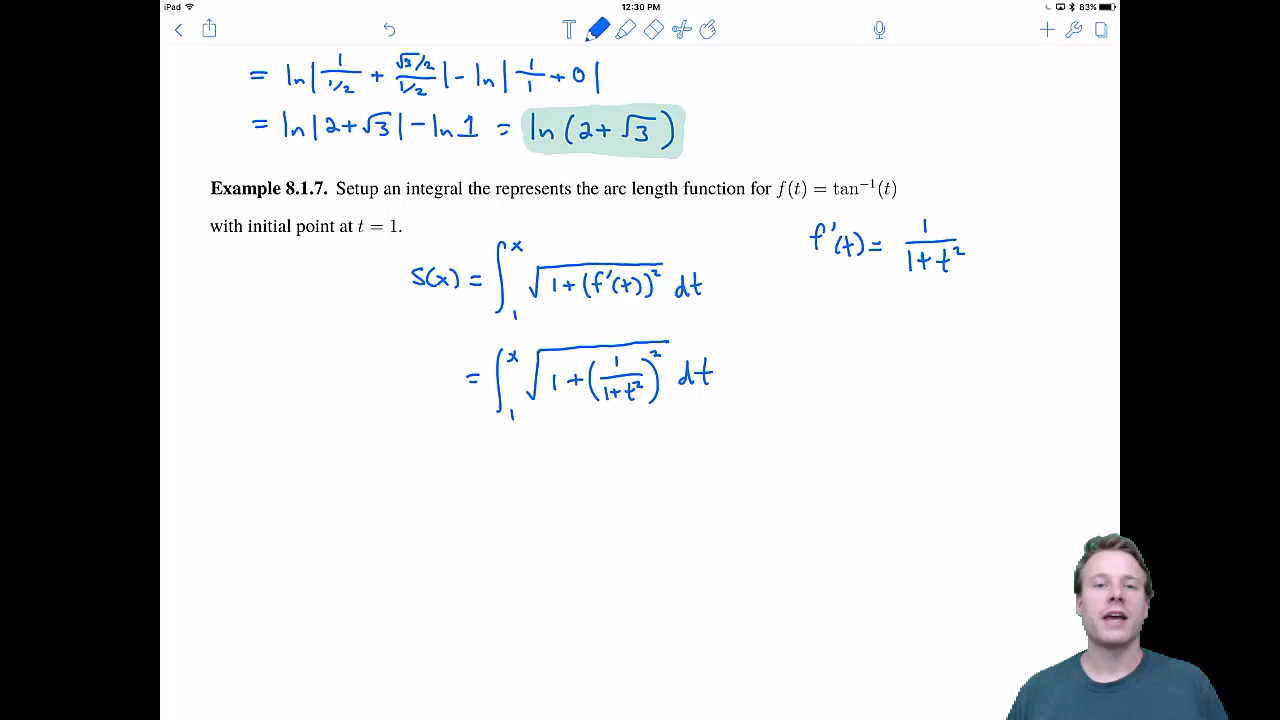 iPad 12:30 PM 83%
= ln|1/(1/2) + (√3/2)/(1/2)| − ln|1/1 + 0|
= ln|2+√3| − ln 1 = ln(2+√3)
Example 8.1.7. Setup an integral the represents the arc length function for f(t) = tan⁻¹(t)
with initial point at t = 1.
f'(t) = 1/(1+t²)
S(x) = ∫₁ˣ √(1+(f'(t))²) dt
= ∫₁ˣ √(1+(1/(1+t²))²) dt